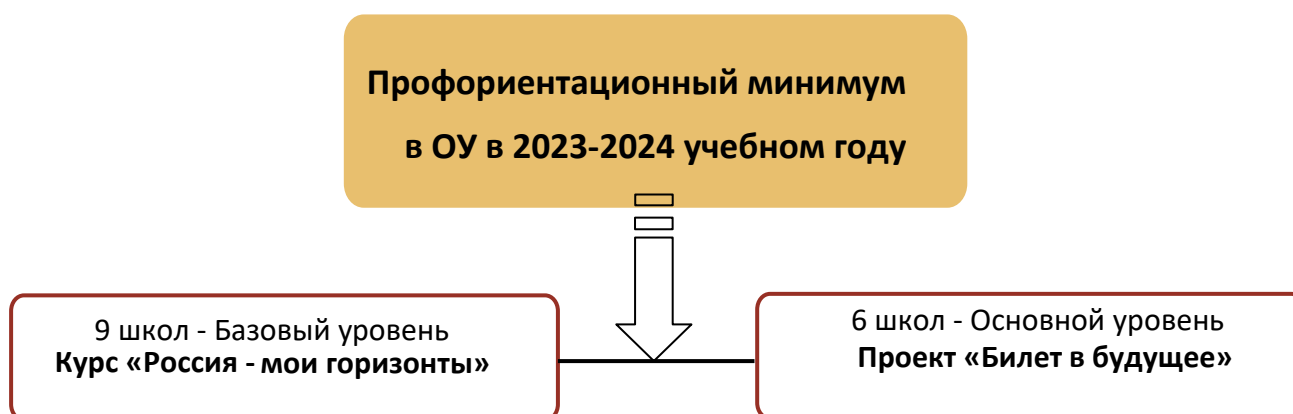 Профориентационный минимум
в ОУ в 2023-2024 учебном году
9 школ - Базовый уровень
Курс «Россия - мои горизонты»
6 школ - Основной уровень
Проект «Билет в будущее»